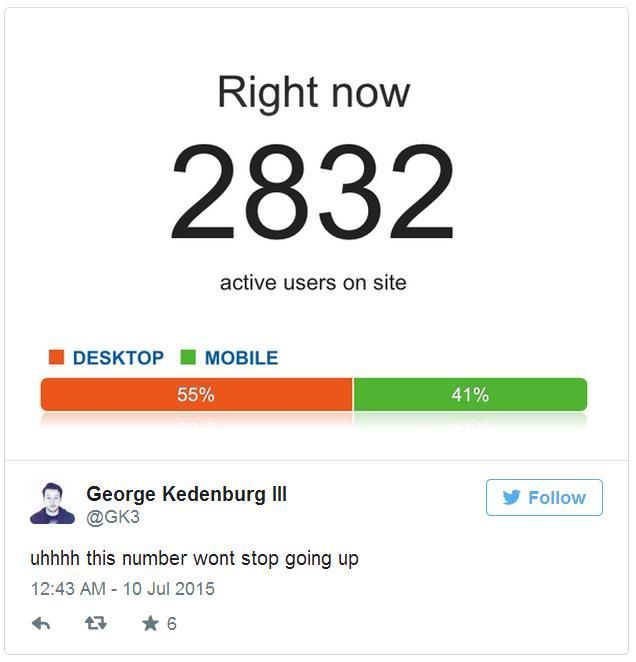 Right now
2832
active users on site
DESKTOP MOBILE
55% 41%
George Kedenburg III
@GK3
Follow
uhhhh this number wont stop going up
12:43 AM - 10 Jul 2015
6